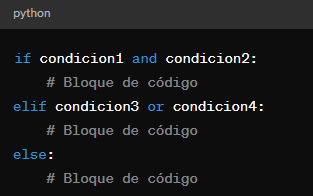 python
if condicion1 and condicion2:
    # Bloque de código
elif condicion3 or condicion4:
    # Bloque de código
else:
    # Bloque de código